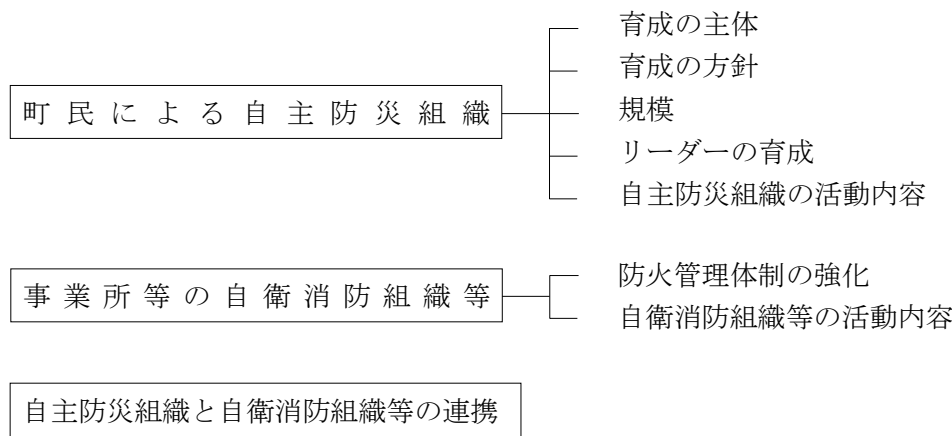 育成の主体
育成の方針
町民による自主防災組織
規模
リーダーの育成
自主防災組織の活動内容
防火管理体制の強化
事業所等の自衛消防組織等
自衛消防組織等の活動内容
自主防災組織と自衛消防組織等の連携